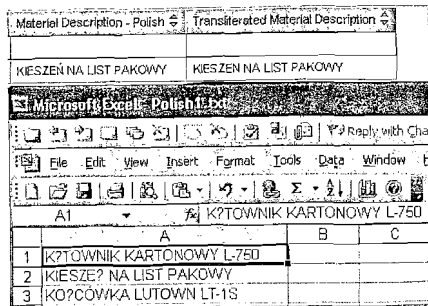 Material Description - Polish Transliterated Material Description
KIESZEŃ NA LIST PAKOWY KIESZEN NA LIST PAKOWY
Microsoft Excel - Polish1.txt
Reply with Cha
File Edit View Insert Format Tools Data Window H
A1 fx K?TOWNIK KARTONOWY L-750
A B C
1 K?TOWNIK KARTONOWY L-750
2 KIESZE? NA LIST PAKOWY
3 KO?CÓWKA LUTOWN LT-1S